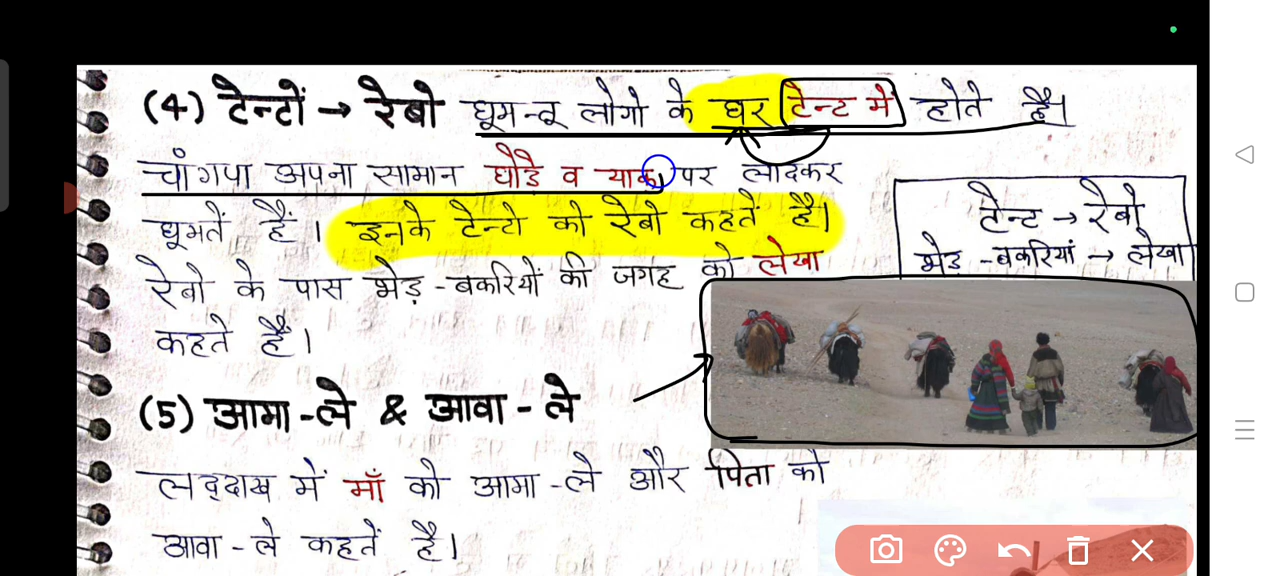 (4) टेन्टों → रेबो घूमन्तू लोगो के घर टेन्ट में होते हैं।
चांगपा अपना सामान घोडे व याक पर लादकर
घूमतें हैं। इनके टेन्टो को रेबो कहतें है।
टेन्ट → रेबो
भेड -बकरियां → लेखा
रेबो के पास भेड़ -बकरियों की जगह को लेखा
कहते हैं।
(5) आमा -ले & आवा - ले
लद्दाख में माँ को आमा -ले और पिता को
आवा - ले कहतें है।